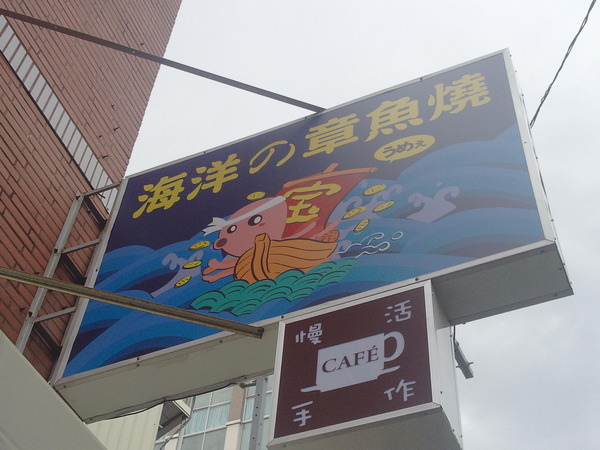 海洋の章魚燒
うめぇ
宝
慢 活
CAFÉ
手 作